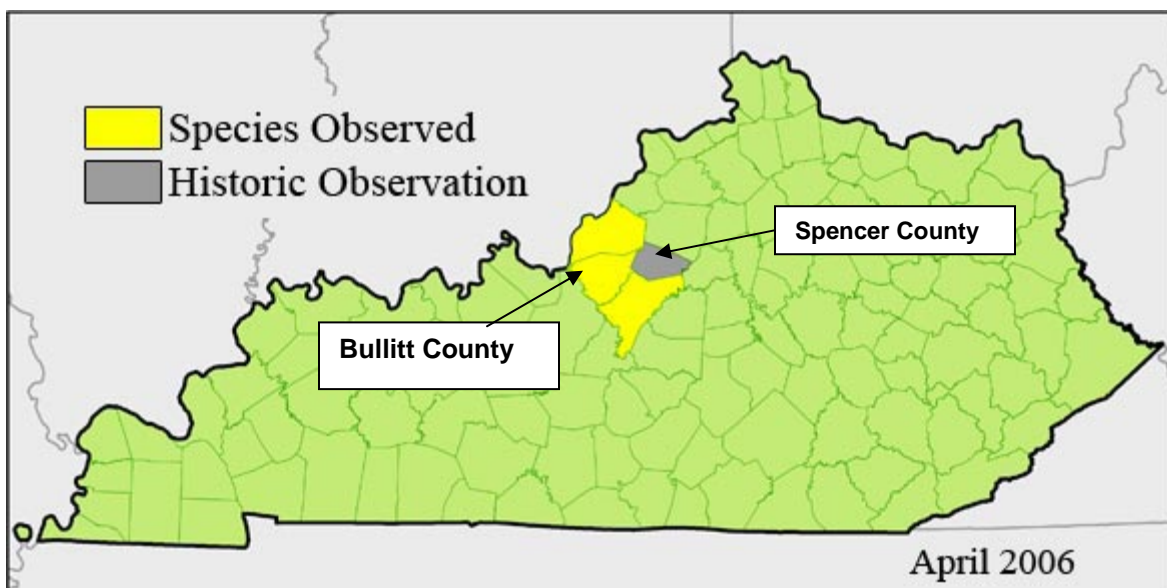 Species Observed
Historic Observation
Spencer County
Bullitt County
April 2006